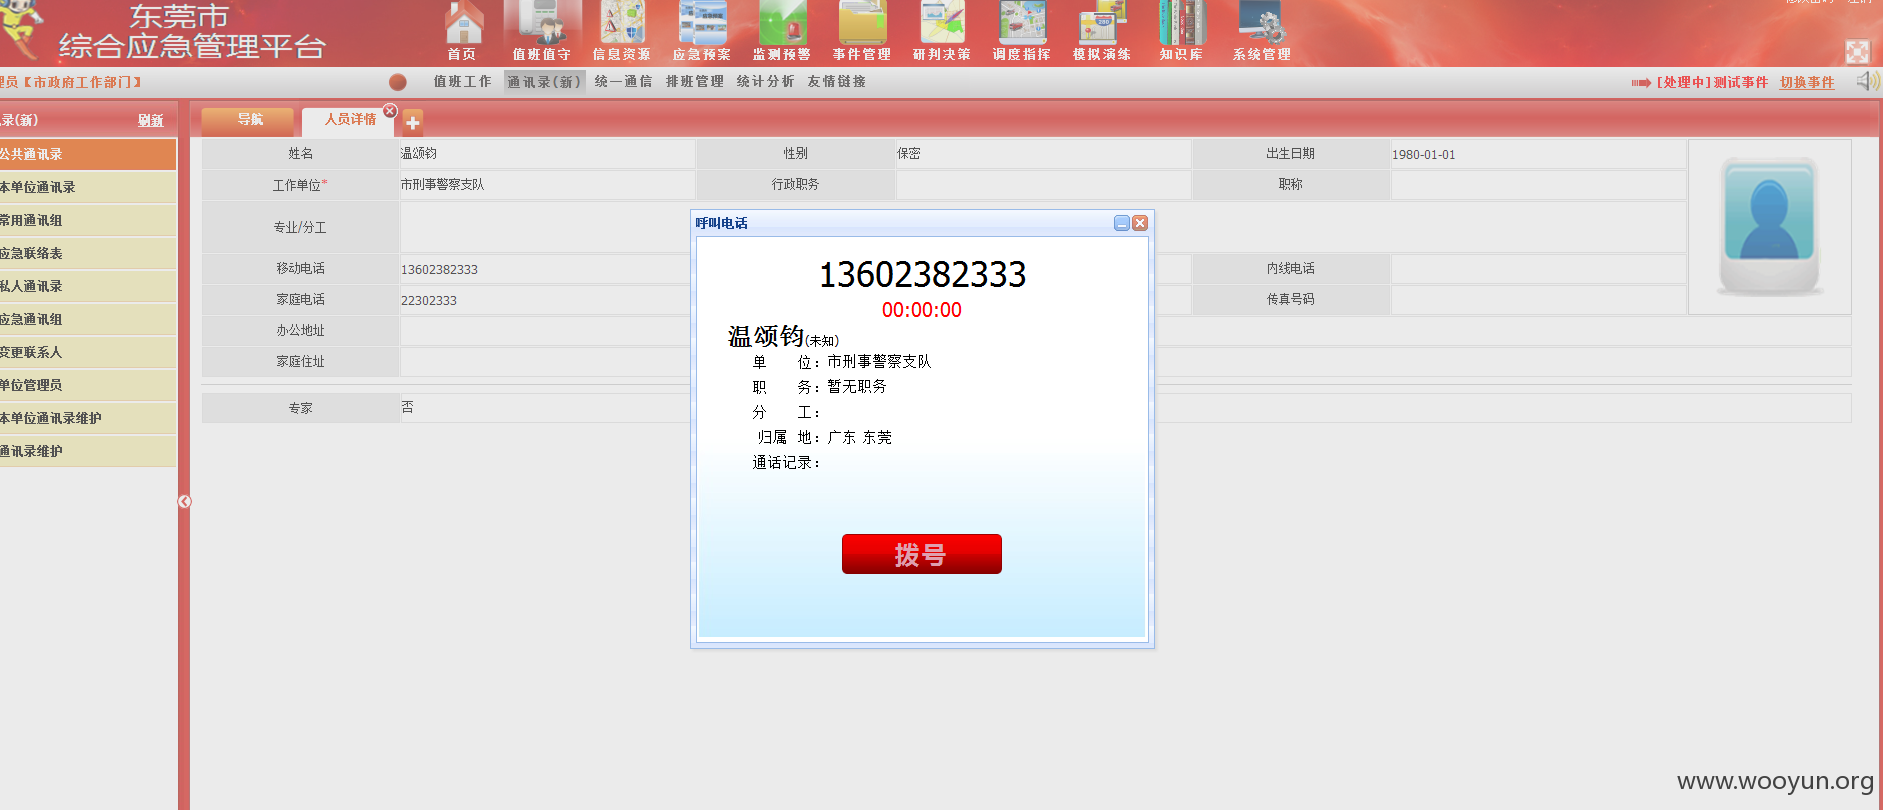 东莞市
综合应急管理平台
首页 值班值守 信息资源 应急预案 监测预警 事件管理 研判决策 调度指挥 模拟演练 知识库 系统管理
员【市政府工作部门】
值班工作 通讯录(新) 统一通信 排班管理 统计分析 友情链接
[处理中]测试事件 切换事件
录(新) 刷新
导航 人员详情
公共通讯录
本单位通讯录
常用通讯组
应急联络表
私人通讯录
应急通讯组
变更联系人
单位管理员
本单位通讯录维护
通讯录维护
姓名 温颂钧 性别 保密 出生日期 1980-01-01
工作单位* 市刑事警察支队 行政职务 职称
专业/分工
移动电话 13602382333 内线电话
家庭电话 22302333 传真号码
办公地址
家庭住址
专家 否
呼叫电话
13602382333
00:00:00
温颂钧(未知)
单 位：市刑事警察支队
职 务：暂无职务
分 工：
归属 地：广东 东莞
通话记录：
拨号
www.wooyun.org